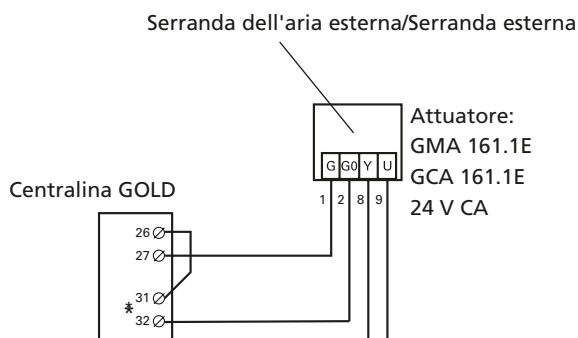 Serranda dell'aria esterna/Serranda esterna
Attuatore:
GMA 161.1E
GCA 161.1E
24 V CA
G G0 Y U
1 2 8 9
Centralina GOLD
26
27
31
*
32